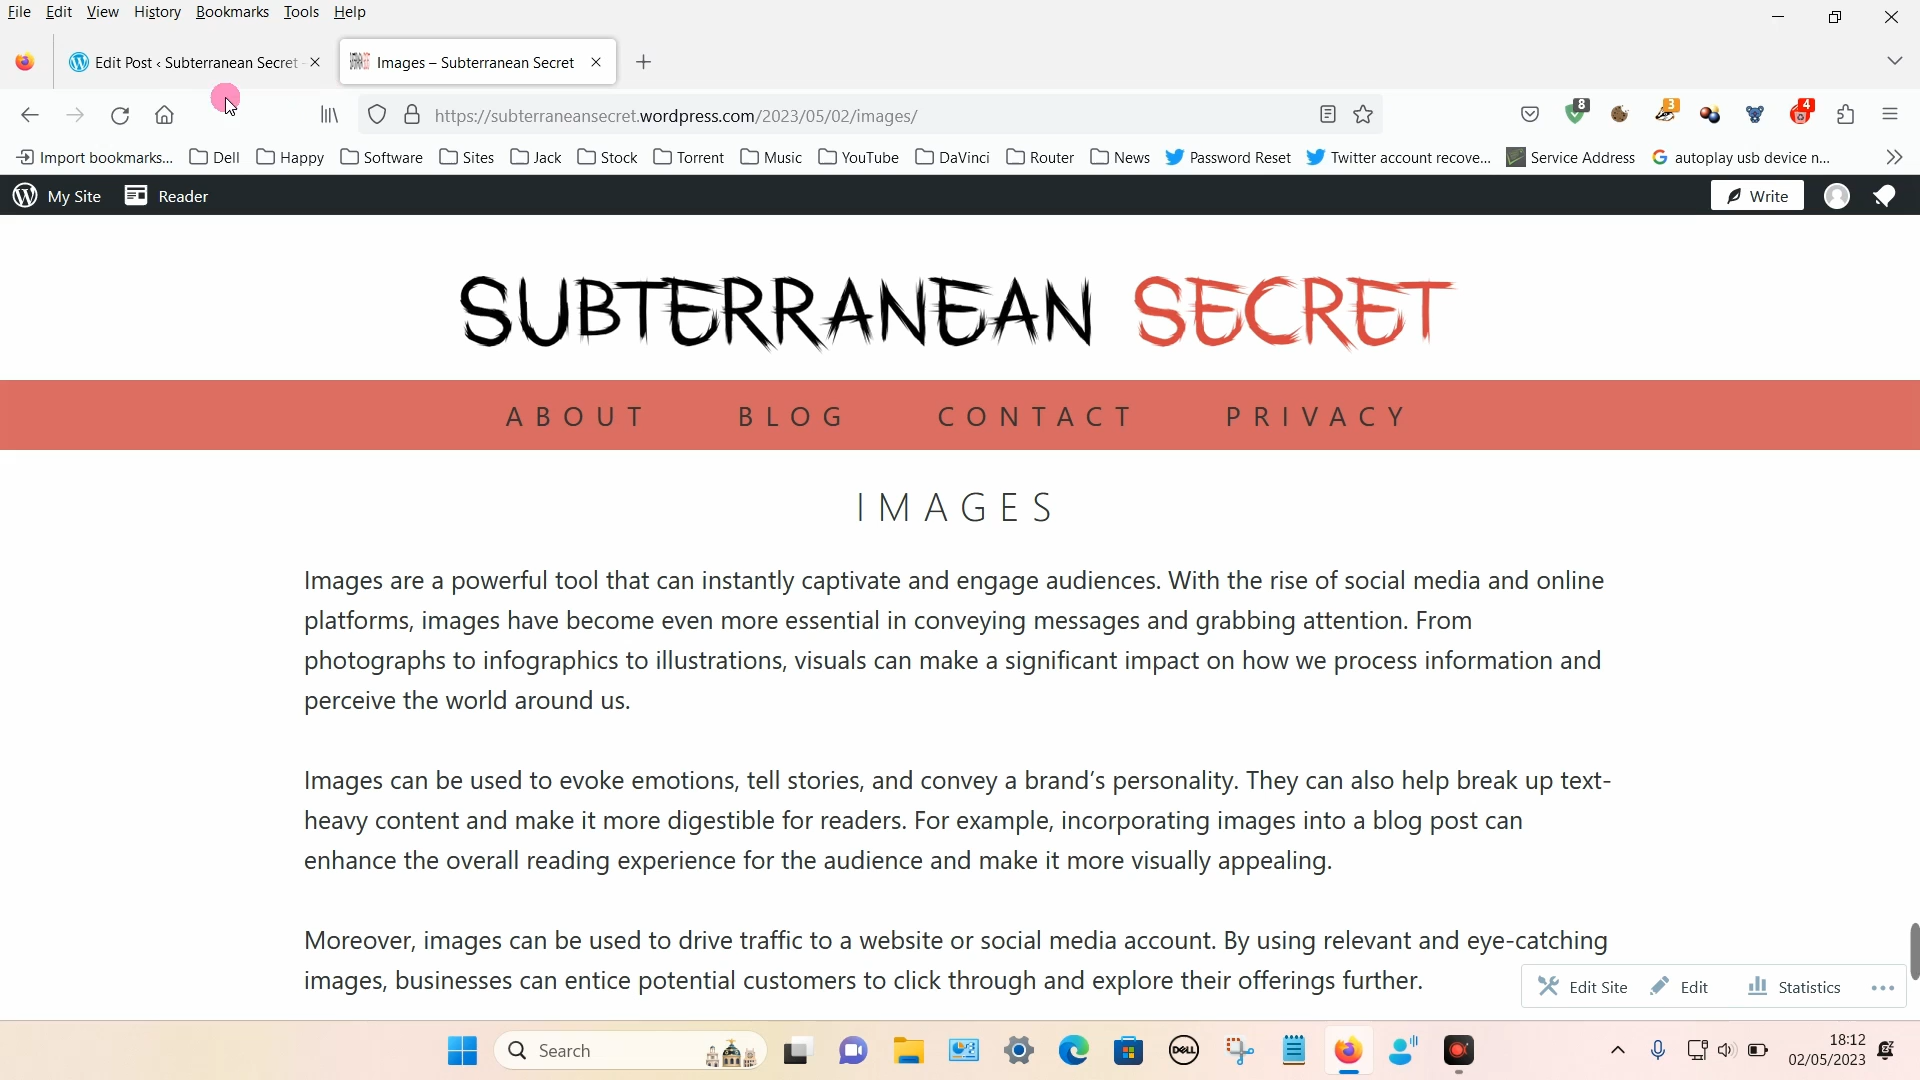 File Edit View History Bookmarks Tools Help
Edit Post ‹ Subterranean Secret -
Images – Subterranean Secret
https://subterraneansecret.wordpress.com/2023/05/02/images/
8 3 4
Import bookmarks... Dell Happy Software Sites Jack Stock Torrent Music YouTube DaVinci Router News Password Reset Twitter account recove... Service Address autoplay usb device n...
My Site Reader Write
SUBTERRANEAN SECRET
ABOUT BLOG CONTACT PRIVACY
IMAGES
Images are a powerful tool that can instantly captivate and engage audiences. With the rise of social media and online
platforms, images have become even more essential in conveying messages and grabbing attention. From
photographs to infographics to illustrations, visuals can make a significant impact on how we process information and
perceive the world around us.
Images can be used to evoke emotions, tell stories, and convey a brand’s personality. They can also help break up text-
heavy content and make it more digestible for readers. For example, incorporating images into a blog post can
enhance the overall reading experience for the audience and make it more visually appealing.
Moreover, images can be used to drive traffic to a website or social media account. By using relevant and eye-catching
images, businesses can entice potential customers to click through and explore their offerings further.
Edit Site Edit Statistics
Search
DELL
18:12
02/05/2023